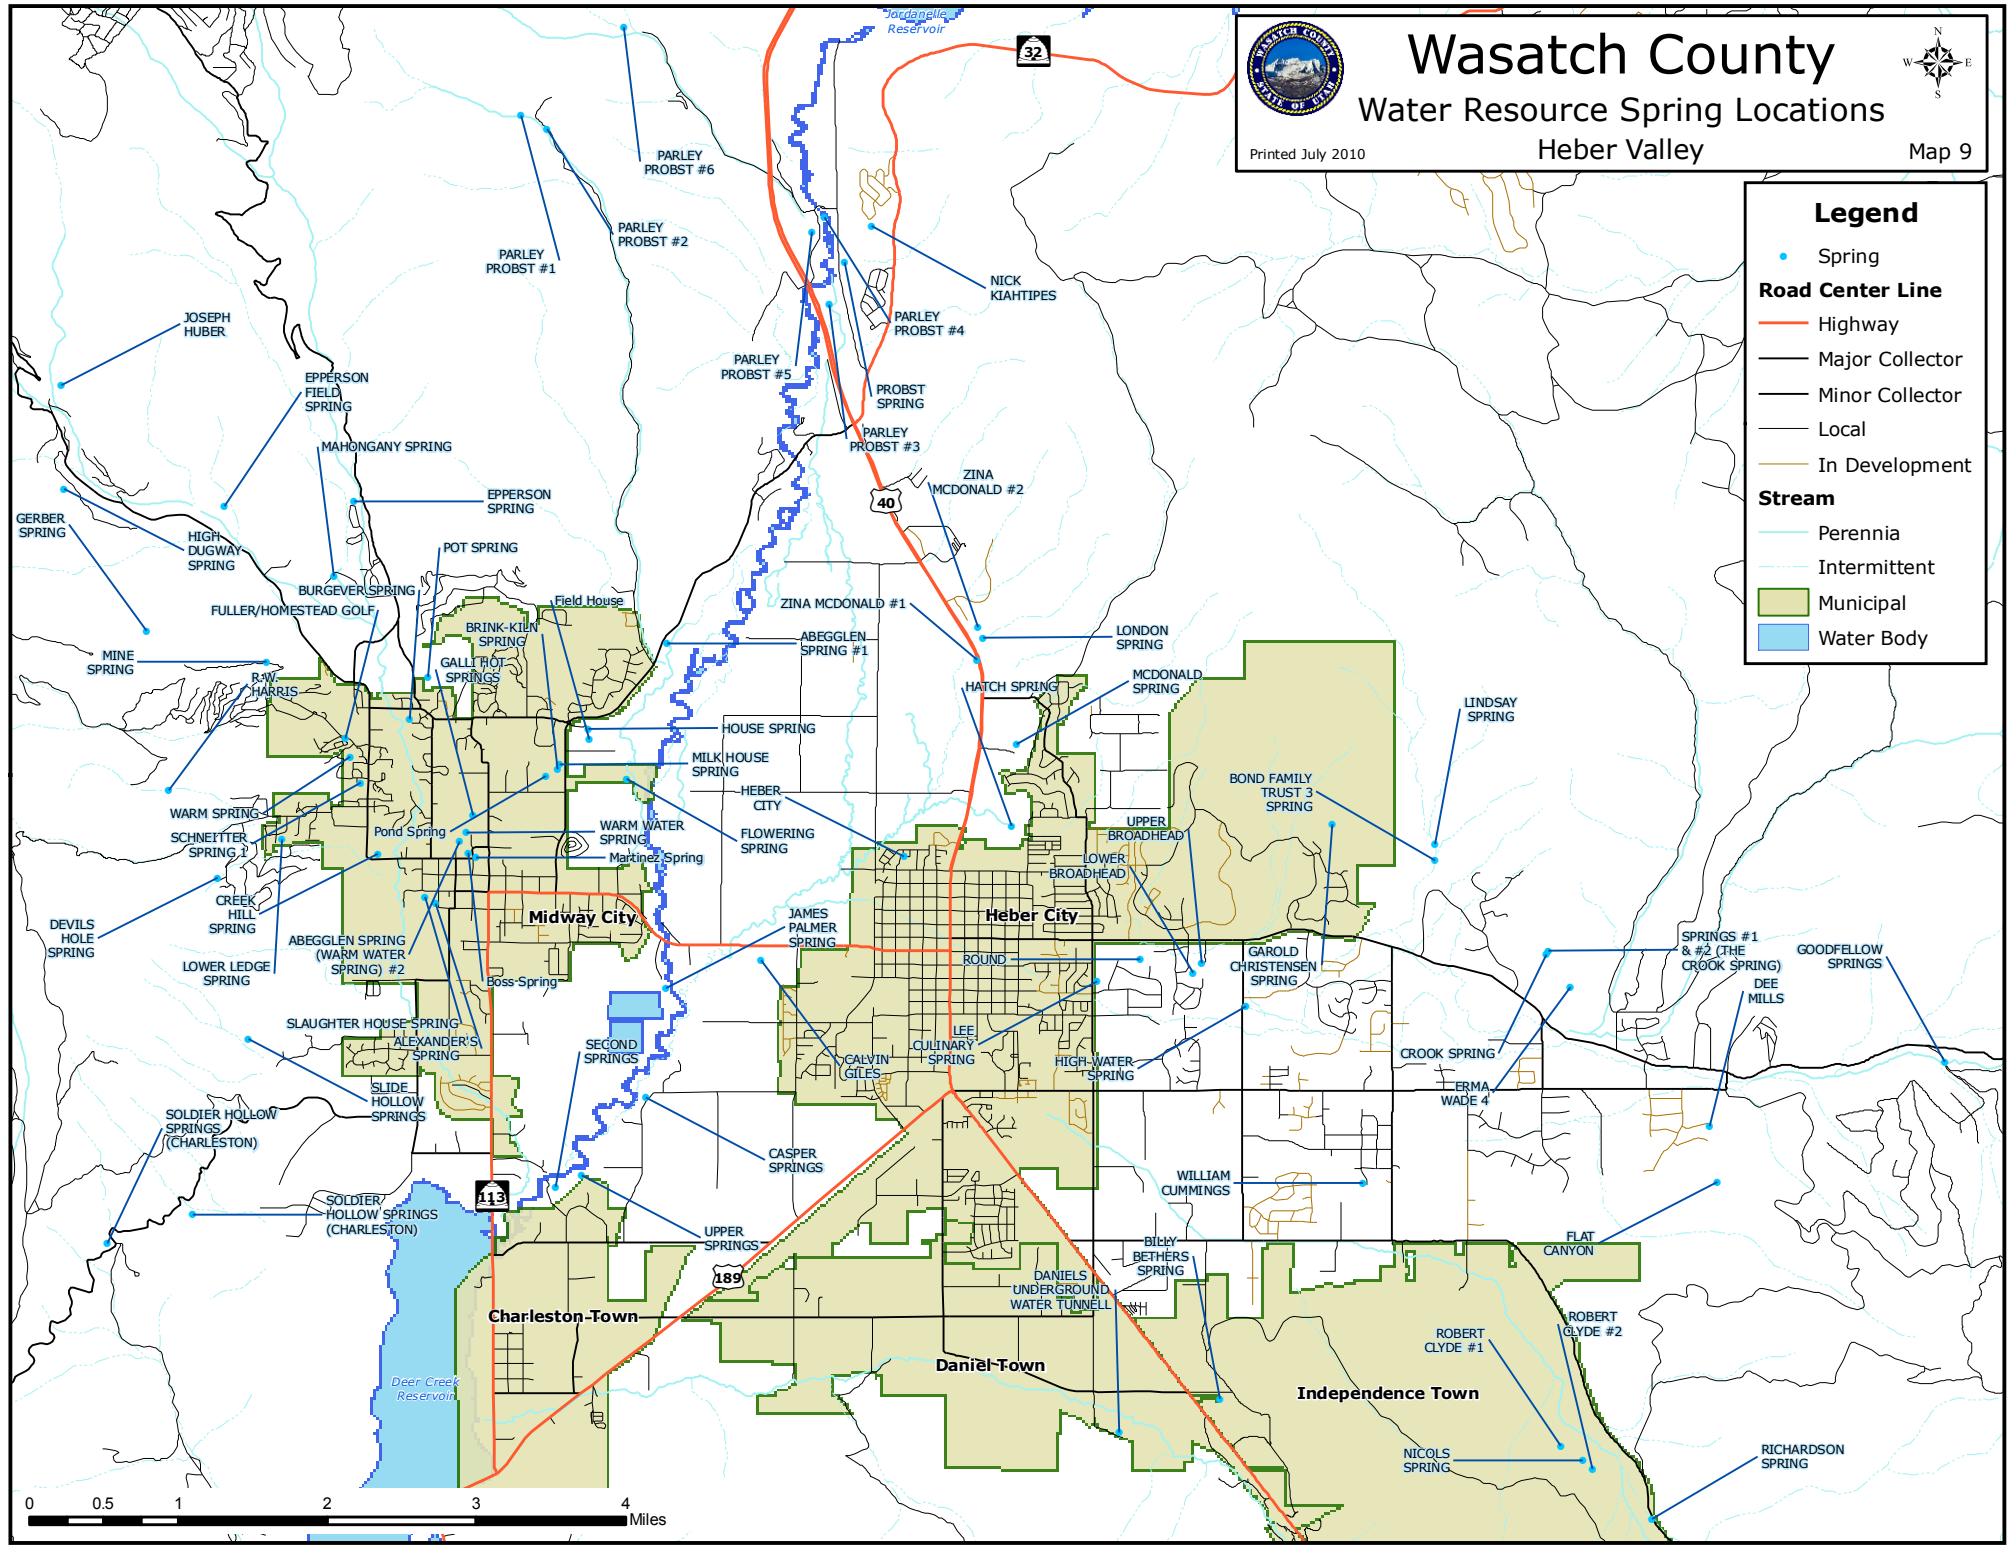 Jordanelle
Reservoir
32
WASATCH COUNTY
STATE OF UTAH
Wasatch County
Water Resource Spring Locations
Heber Valley
Printed July 2010
Map 9
N
W
E
S
Legend
Spring
Road Center Line
Highway
Major Collector
Minor Collector
Local
In Development
Stream
Perennia
Intermittent
Municipal
Water Body
PARLEY
PROBST #6
PARLEY
PROBST #2
PARLEY
PROBST #1
NICK
KIAHTIPES
JOSEPH
HUBER
PARLEY
PROBST #4
PARLEY
PROBST #5
EPPERSON
FIELD
SPRING
PROBST
SPRING
PARLEY
PROBST #3
MAHONGANY SPRING
ZINA
MCDONALD #2
40
EPPERSON
SPRING
GERBER
SPRING
HIGH
DUGWAY
SPRING
POT SPRING
BURGEVER SPRING
FULLER/HOMESTEAD GOLF
Field House
ZINA MCDONALD #1
BRINK-KILN
SPRING
ABEGGLEN
SPRING #1
LONDON
SPRING
MINE
SPRING
GALLI HOT
SPRINGS
R.W.
HARRIS
HATCH SPRING
MCDONALD
SPRING
LINDSAY
SPRING
HOUSE SPRING
MILK HOUSE
SPRING
HEBER
CITY
BOND FAMILY
TRUST 3
SPRING
WARM SPRING
SCHNEITTER
SPRING 1
Pond Spring
WARM WATER
SPRING
FLOWERING
SPRING
UPPER
BROADHEAD
Martinez Spring
LOWER
BROADHEAD
CREEK
HILL
SPRING
DEVILS
HOLE
SPRING
Midway City
JAMES
PALMER
SPRING
Heber City
ABEGGLEN SPRING
(WARM WATER
SPRING) #2
LOWER LEDGE
SPRING
Boss-Spring
ROUND
GAROLD
CHRISTENSEN
SPRING
SPRINGS #1
& #2 (THE
CROOK SPRING)
GOODFELLOW
SPRINGS
DEE
MILLS
SLAUGHTER HOUSE SPRING
ALEXANDER'S
SPRING
SECOND
SPRINGS
CALVIN
GILES
LEE
CULINARY
SPRING
HIGH WATER
SPRING
CROOK SPRING
ERMA
WADE 4
SLIDE
HOLLOW
SPRINGS
SOLDIER HOLLOW
SPRINGS
(CHARLESTON)
CASPER
SPRINGS
WILLIAM
CUMMINGS
113
SOLDIER
HOLLOW SPRINGS
(CHARLESTON)
UPPER
SPRINGS
FLAT
CANYON
BILLY
BETHERS
SPRING
189
DANIELS
UNDERGROUND
WATER TUNNELL
Charleston Town
ROBERT
CLYDE #1
ROBERT
CLYDE #2
Daniel Town
Deer Creek
Reservoir
Independence Town
NICOLS
SPRING
RICHARDSON
SPRING
0 0.5 1 2 3 4
Miles